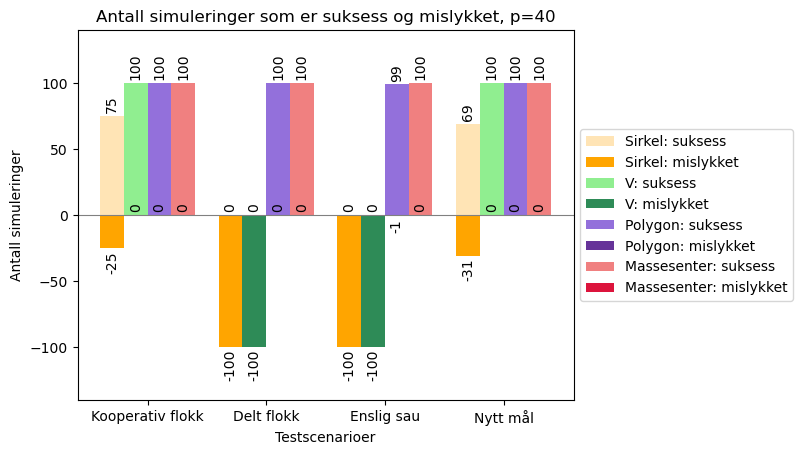 Antall simuleringer som er suksess og mislykket, p=40
Antall simuleringer
100
50
0
−50
−100
75 100 100 100
0 0 0
-25
100 100
0 0 0 0
-100 -100
99 100
0 0 0
-1
-100 -100
69 100 100 100
0 0 0
-31
Kooperativ flokk Delt flokk Enslig sau Nytt mål
Testscenarioer
Sirkel: suksess
Sirkel: mislykket
V: suksess
V: mislykket
Polygon: suksess
Polygon: mislykket
Massesenter: suksess
Massesenter: mislykket